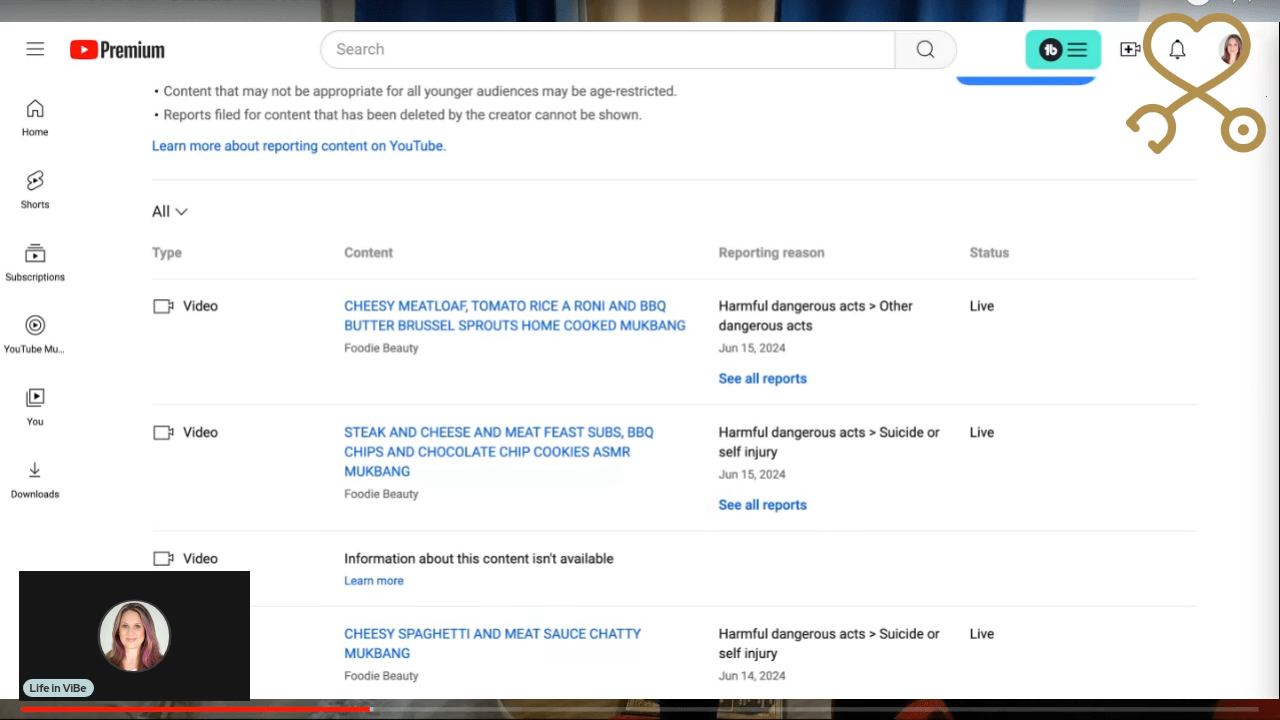 Premium
Search
tb
• Content that may not be appropriate for all younger audiences may be age-restricted.
• Reports filed for content that has been deleted by the creator cannot be shown.
Learn more about reporting content on YouTube.
Home
Shorts
Subscriptions
YouTube Mu...
You
Downloads
All
Type Content Reporting reason Status
Video CHEESY MEATLOAF, TOMATO RICE A RONI AND BBQ Harmful dangerous acts > Other Live
BUTTER BRUSSEL SPROUTS HOME COOKED MUKBANG dangerous acts
Foodie Beauty Jun 15, 2024
See all reports
Video STEAK AND CHEESE AND MEAT FEAST SUBS, BBQ Harmful dangerous acts > Suicide or Live
CHIPS AND CHOCOLATE CHIP COOKIES ASMR self injury
MUKBANG Jun 15, 2024
Foodie Beauty
See all reports
Video Information about this content isn't available
Learn more
CHEESY SPAGHETTI AND MEAT SAUCE CHATTY Harmful dangerous acts > Suicide or Live
MUKBANG self injury
Foodie Beauty Jun 14, 2024
Life in ViBe